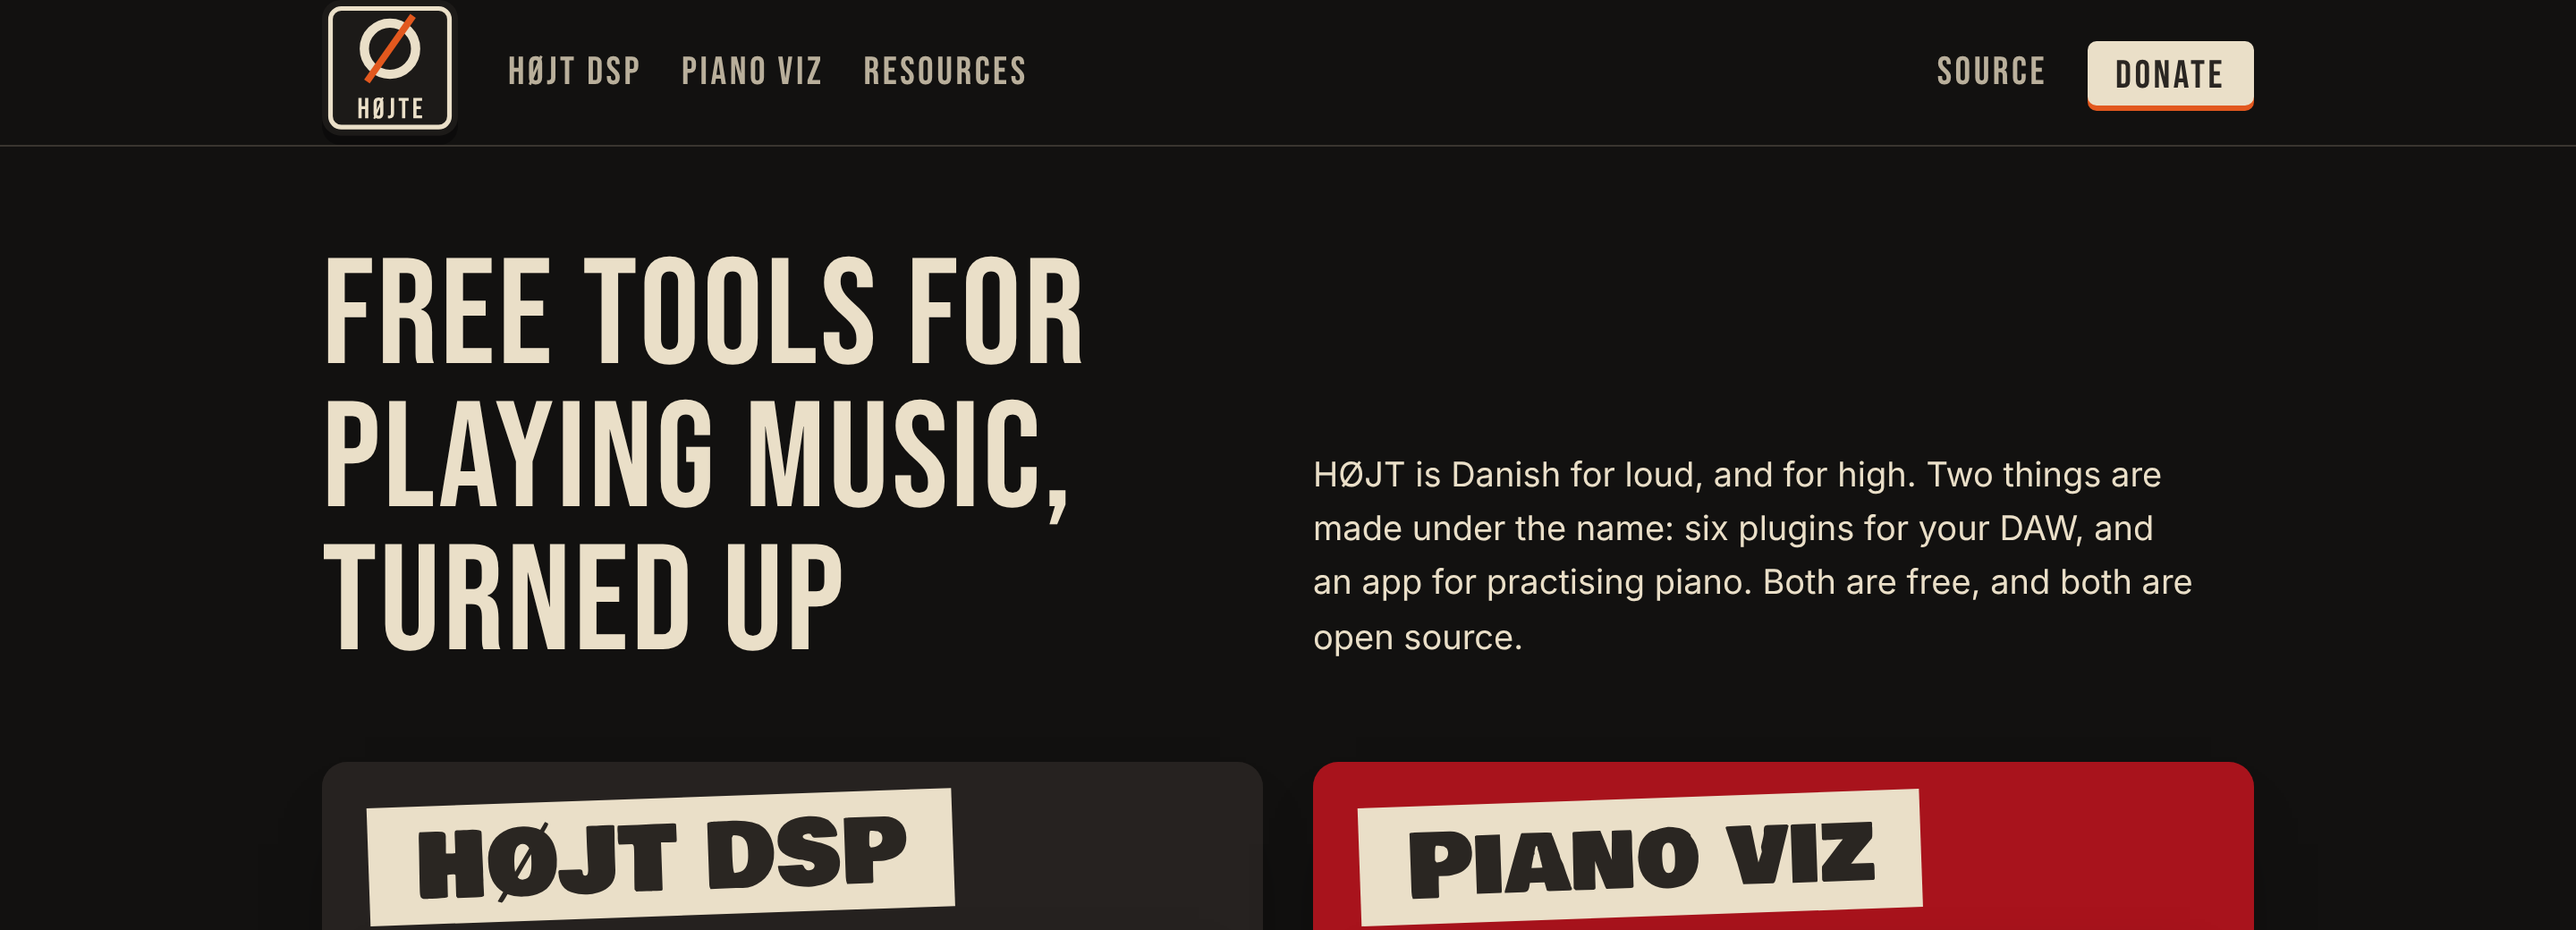 HØJTE
HØJT DSP
PIANO VIZ
RESOURCES
SOURCE
DONATE
FREE TOOLS FOR
PLAYING MUSIC,
TURNED UP
HØJT is Danish for loud, and for high. Two things are
made under the name: six plugins for your DAW, and
an app for practising piano. Both are free, and both are
open source.
HØJT DSP
PIANO VIZ